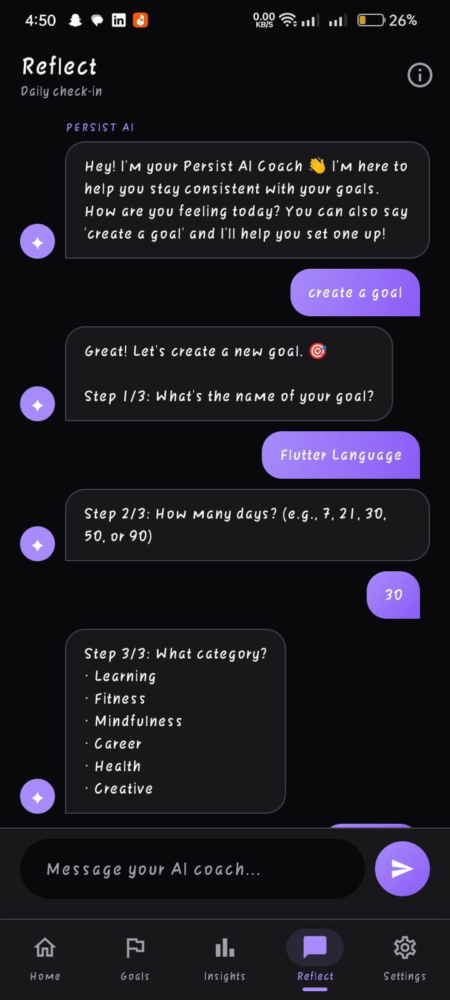 4:50
in
0.00
KB/S
26%
Reflect
Daily check-in
PERSIST AI
Hey! I'm your Persist AI Coach 👋 I'm here to
help you stay consistent with your goals.
How are you feeling today? You can also say
'create a goal' and I'll help you set one up!
create a goal
Great! Let's create a new goal. 🎯
Step 1/3: What's the name of your goal?
Flutter Language
Step 2/3: How many days? (e.g., 7, 21, 30,
50, or 90)
30
Step 3/3: What category?
· Learning
· Fitness
· Mindfulness
· Career
· Health
· Creative
Message your AI coach...
Home
Goals
Insights
Reflect
Settings